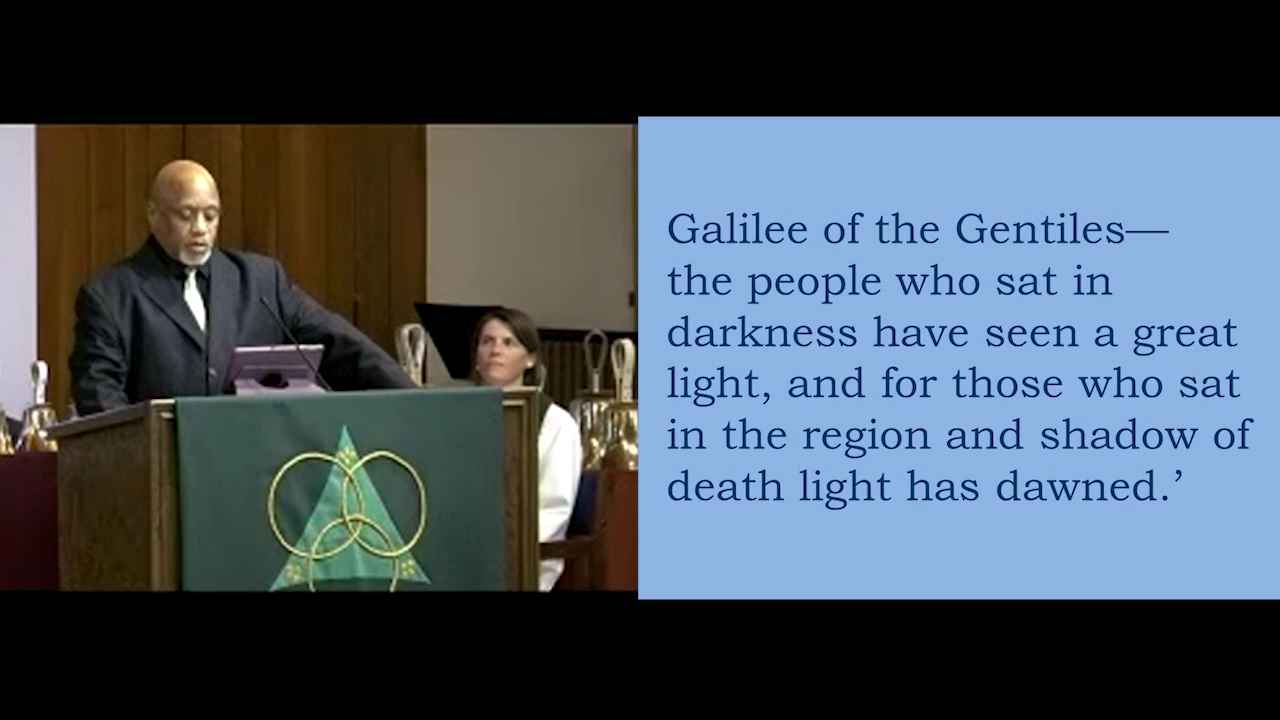 Galilee of the Gentiles—
the people who sat in
darkness have seen a great
light, and for those who sat
in the region and shadow of
death light has dawned.’